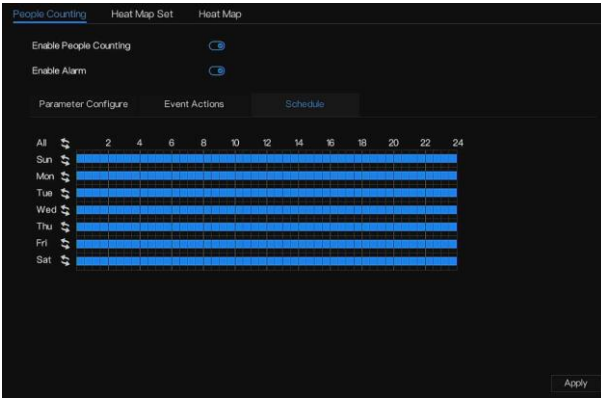 People Counting Heat Map Set Heat Map
Enable People Counting
Enable Alarm
Parameter Configure Event Actions Schedule
All 2 4 6 8 10 12 14 16 18 20 22 24
Sun
Mon
Tue
Wed
Thu
Fri
Sat
Apply